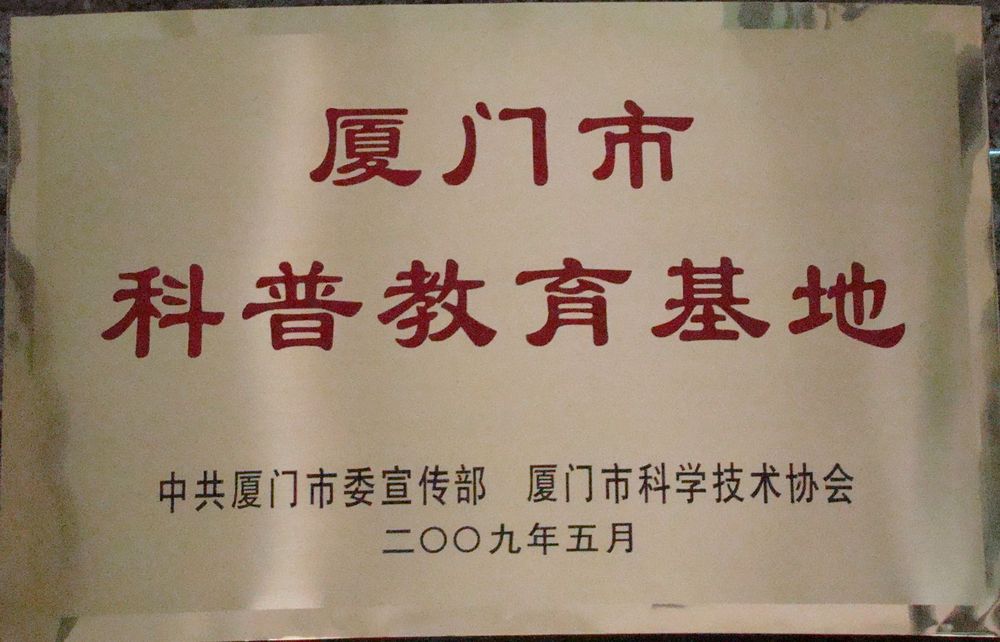 厦门市
科普教育基地
中共厦门市委宣传部 厦门市科学技术协会
二〇〇九年五月